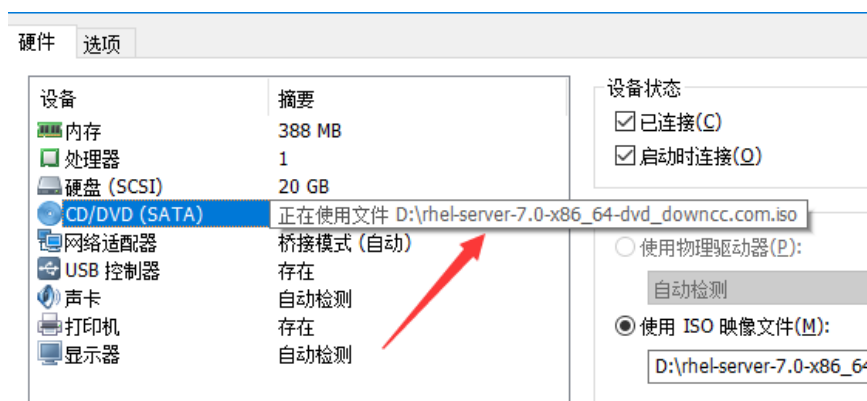 硬件 选项
设备 摘要
内存 388 MB
处理器 1
硬盘 (SCSI) 20 GB
CD/DVD (SATA) 正在使用文件 D:\rhel-server-7.0-x86_64-dvd_downcc.com.iso
网络适配器 桥接模式 (自动)
USB 控制器 存在
声卡 自动检测
打印机 存在
显示器 自动检测
设备状态
已连接(C)
启动时连接(O)
使用物理驱动器(P):
自动检测
使用 ISO 映像文件(M):
D:\rhel-server-7.0-x86_64